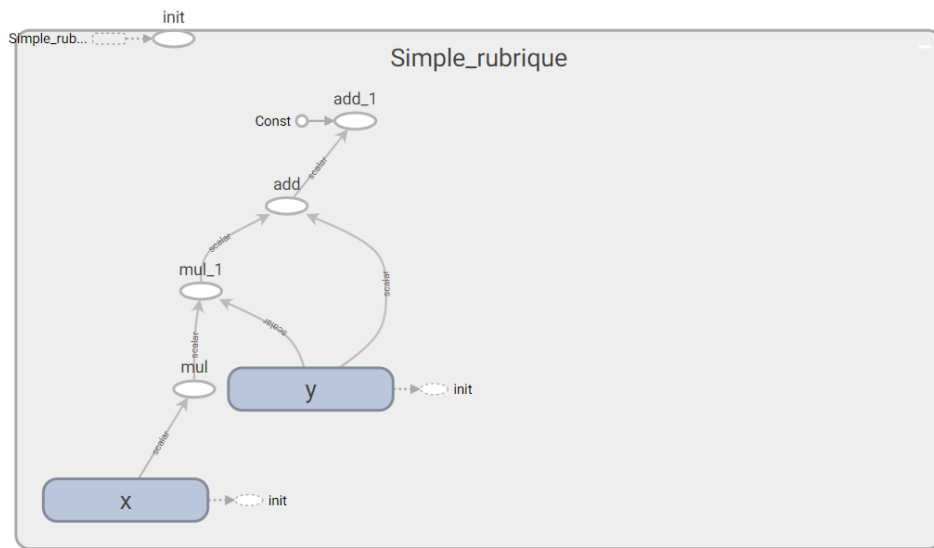 init
Simple_rub...
Simple_rubrique
add_1
Const
scalar
add
scalar
mul_1
scalar
scalar
scalar
mul
y
init
scalar
x
init